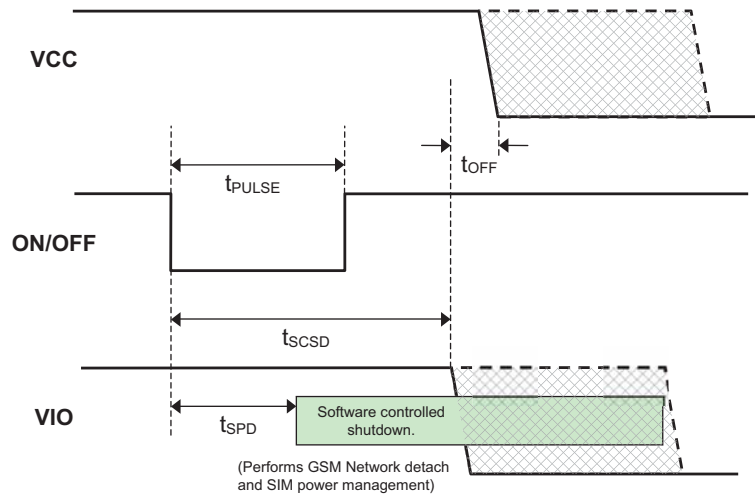 VCC
tOFF
tPULSE
ON/OFF
tSCSD
VIO
tSPD
Software controlled
shutdown.
(Performs GSM Network detach
and SIM power management)